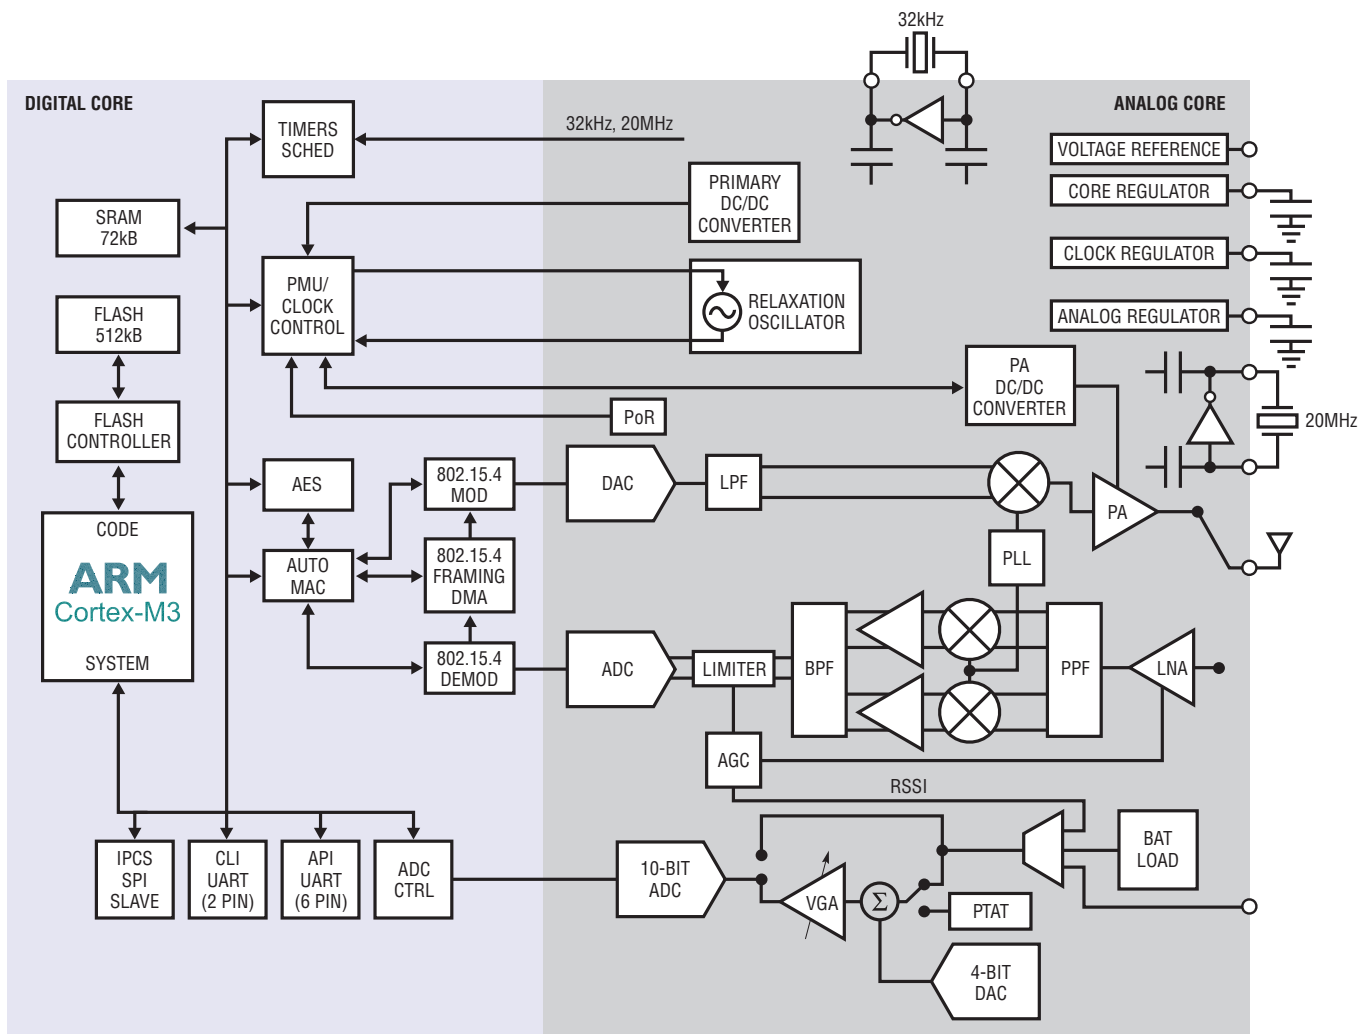 32kHz
DIGITAL CORE
ANALOG CORE
TIMERS
SCHED
32kHz, 20MHz
VOLTAGE REFERENCE
PRIMARY
DC/DC
CONVERTER
CORE REGULATOR
SRAM
72kB
CLOCK REGULATOR
PMU/
CLOCK
CONTROL
RELAXATION
OSCILLATOR
ANALOG REGULATOR
FLASH
512kB
PA
DC/DC
CONVERTER
PoR
20MHz
FLASH
CONTROLLER
AES
802.15.4
MOD
DAC
LPF
PA
CODE
ARM
Cortex-M3
SYSTEM
AUTO
MAC
802.15.4
FRAMING
DMA
PLL
802.15.4
DEMOD
ADC
LIMITER
BPF
PPF
LNA
AGC
RSSI
IPCS
SPI
SLAVE
CLI
UART
(2 PIN)
API
UART
(6 PIN)
ADC
CTRL
10-BIT
ADC
VGA
Σ
BAT
LOAD
PTAT
4-BIT
DAC